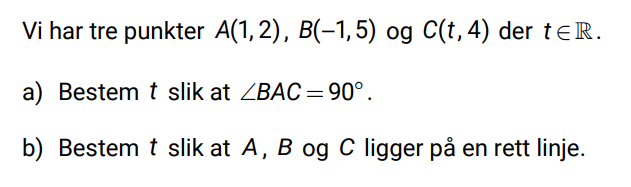 Vi har tre punkter A(1, 2), B(−1, 5) og C(t, 4) der t ∈ ℝ.
a) Bestem t slik at ∠BAC = 90°.
b) Bestem t slik at A, B og C ligger på en rett linje.